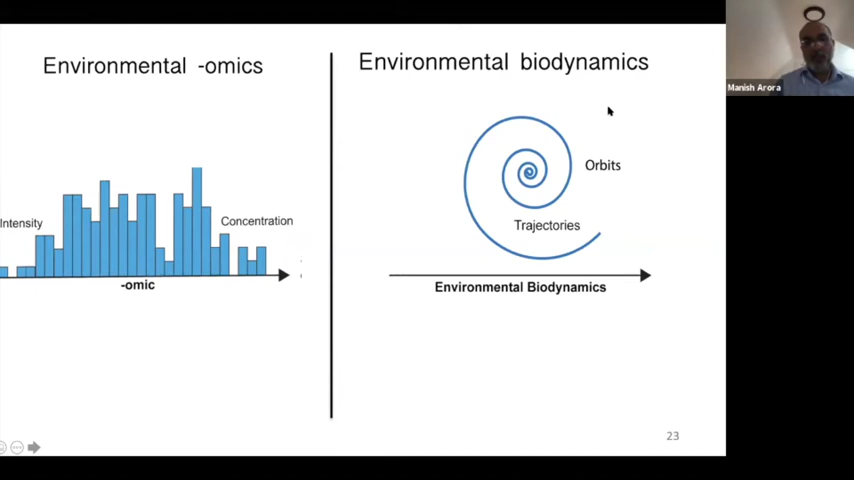 Environmental -omics
Intensity
Concentration
-omic
Environmental biodynamics
Orbits
Trajectories
Environmental Biodynamics
23
Manish Arora